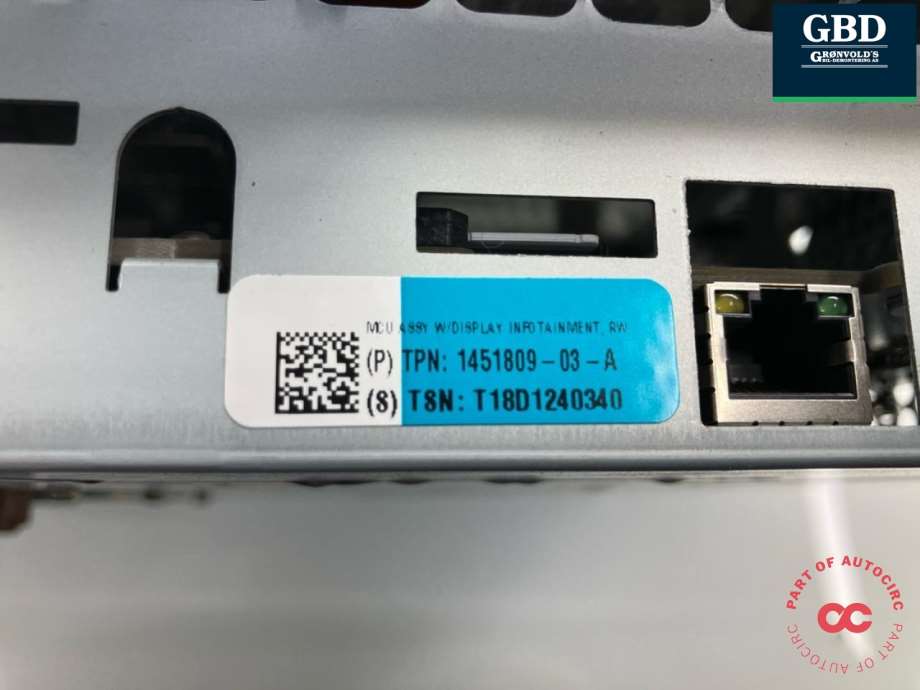 GBD
GRØNVOLD'S
BIL-DEMONTERING AS
MCU ASSY W/DISPLAY INFOTAINMENT, RW
(P) TPN: 1451809-03-A
(S) TSN: T18D1240340
PART OF AUTOCIRC
PART OF AUTOCIRC